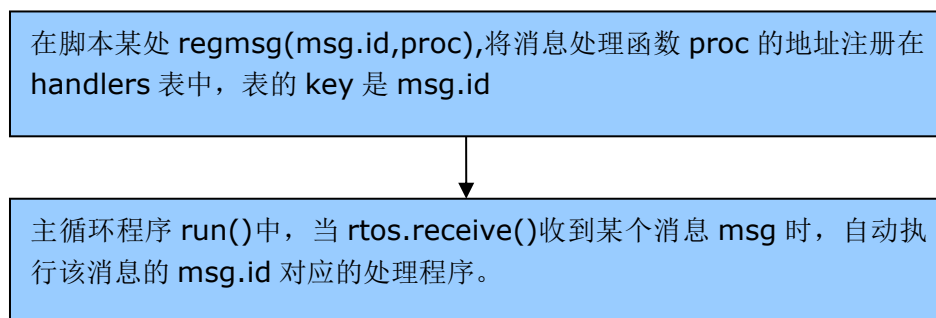 在脚本某处 regmsg(msg.id,proc),将消息处理函数 proc 的地址注册在
handlers 表中，表的 key 是 msg.id
主循环程序 run()中，当 rtos.receive()收到某个消息 msg 时，自动执
行该消息的 msg.id 对应的处理程序。